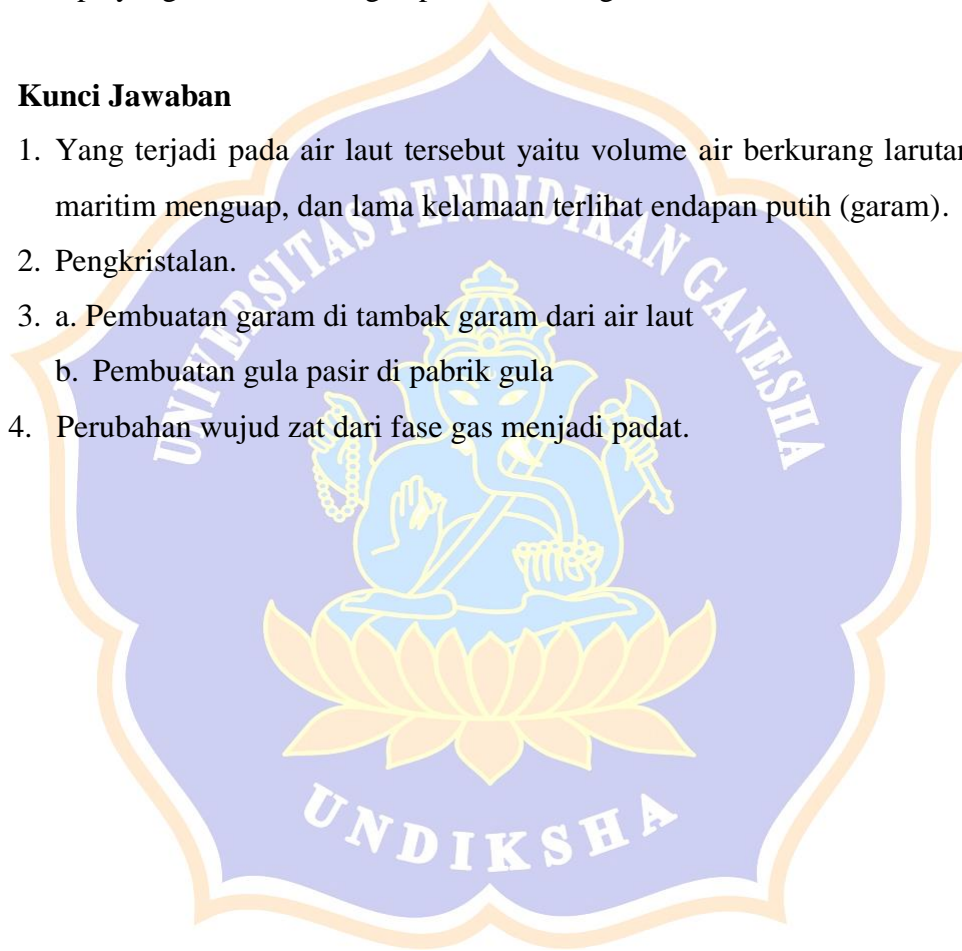 Kunci Jawaban
1. Yang terjadi pada air laut tersebut yaitu volume air berkurang larutan
maritim menguap, dan lama kelamaan terlihat endapan putih (garam).
2. Pengkristalan.
3. a. Pembuatan garam di tambak garam dari air laut
b. Pembuatan gula pasir di pabrik gula
4. Perubahan wujud zat dari fase gas menjadi padat.
UNIVERSITAS PENDIDIKAN GANESHA
UNDIKSHA